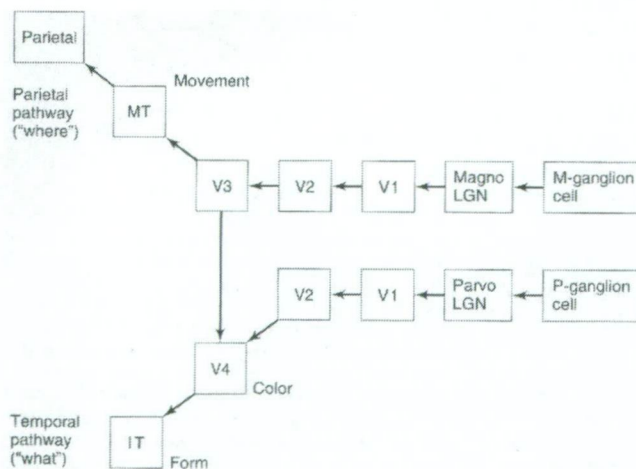 Parietal
Movement
Parietal
pathway
("where")
MT
V3
V2
V1
Magno
LGN
M-ganglion
cell
V2
V1
Parvo
LGN
P-ganglion
cell
V4
Color
Temporal
pathway
("what")
IT
Form